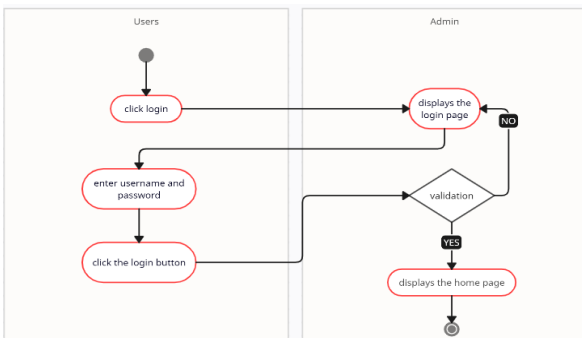 Users
Admin
click login
displays the
login page
NO
enter username and
password
validation
YES
click the login button
displays the home page